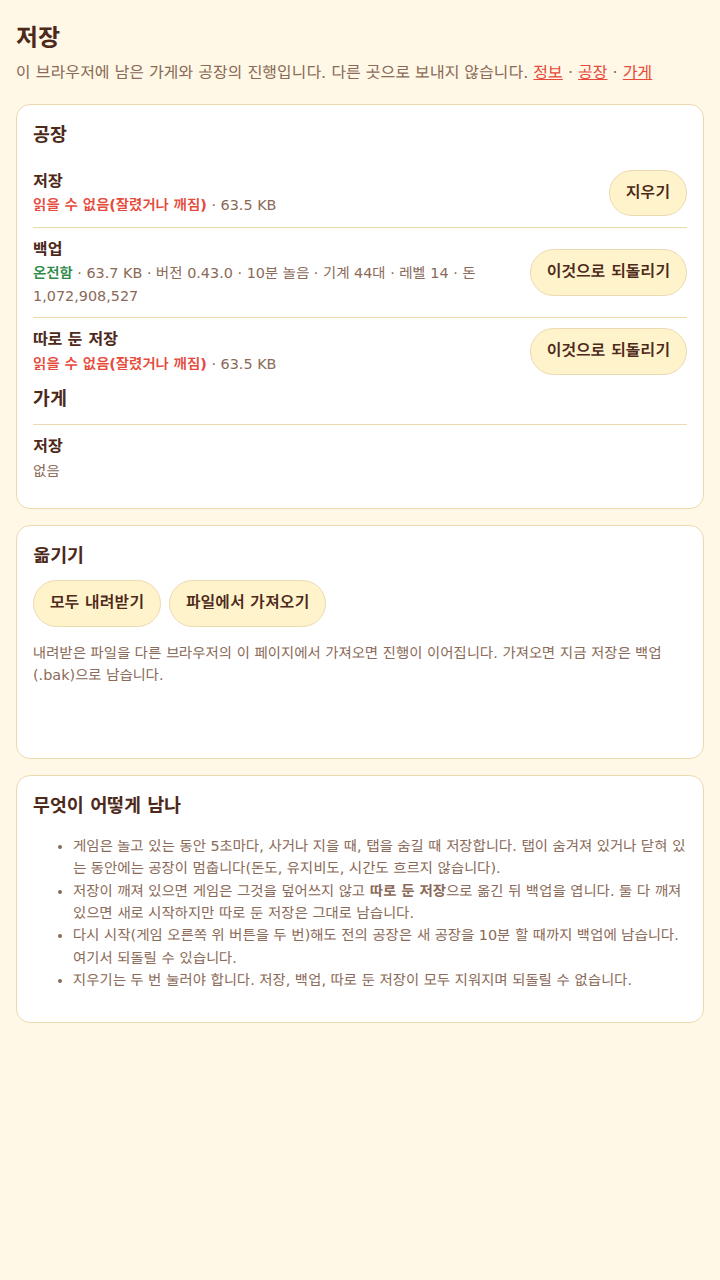 저장
이 브라우저에 남은 가게와 공장의 진행입니다. 다른 곳으로 보내지 않습니다. 정보 · 공장 · 가게
공장
저장
읽을 수 없음(잘렸거나 깨짐) · 63.5 KB
지우기
백업
온전함 · 63.7 KB · 버전 0.43.0 · 10분 놀음 · 기계 44대 · 레벨 14 · 돈
1,072,908,527
이것으로 되돌리기
따로 둔 저장
읽을 수 없음(잘렸거나 깨짐) · 63.5 KB
이것으로 되돌리기
가게
저장
없음
옮기기
모두 내려받기
파일에서 가져오기
내려받은 파일을 다른 브라우저의 이 페이지에서 가져오면 진행이 이어집니다. 가져오면 지금 저장은 백업
(.bak)으로 남습니다.
무엇이 어떻게 남나
• 게임은 놀고 있는 동안 5초마다, 사거나 지을 때, 탭을 숨길 때 저장합니다. 탭이 숨겨져 있거나 닫혀 있
는 동안에는 공장이 멈춥니다(돈도, 유지비도, 시간도 흐르지 않습니다).
• 저장이 깨져 있으면 게임은 그것을 덮어쓰지 않고 따로 둔 저장으로 옮긴 뒤 백업을 엽니다. 둘 다 깨져
있으면 새로 시작하지만 따로 둔 저장은 그대로 남습니다.
• 다시 시작(게임 오른쪽 위 버튼을 두 번)해도 전의 공장은 새 공장을 10분 할 때까지 백업에 남습니다.
여기서 되돌릴 수 있습니다.
• 지우기는 두 번 눌러야 합니다. 저장, 백업, 따로 둔 저장이 모두 지워지며 되돌릴 수 없습니다.